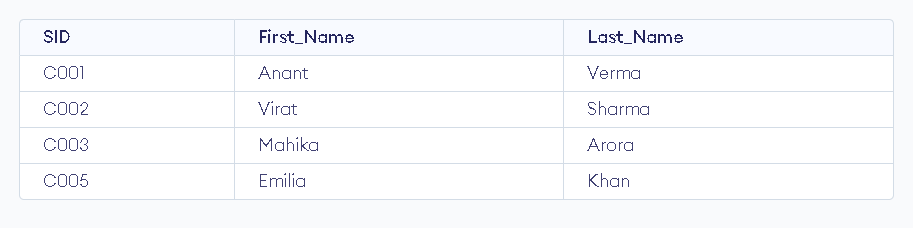 SID First_Name Last_Name
C001 Anant Verma
C002 Virat Sharma
C003 Mahika Arora
C005 Emilia Khan